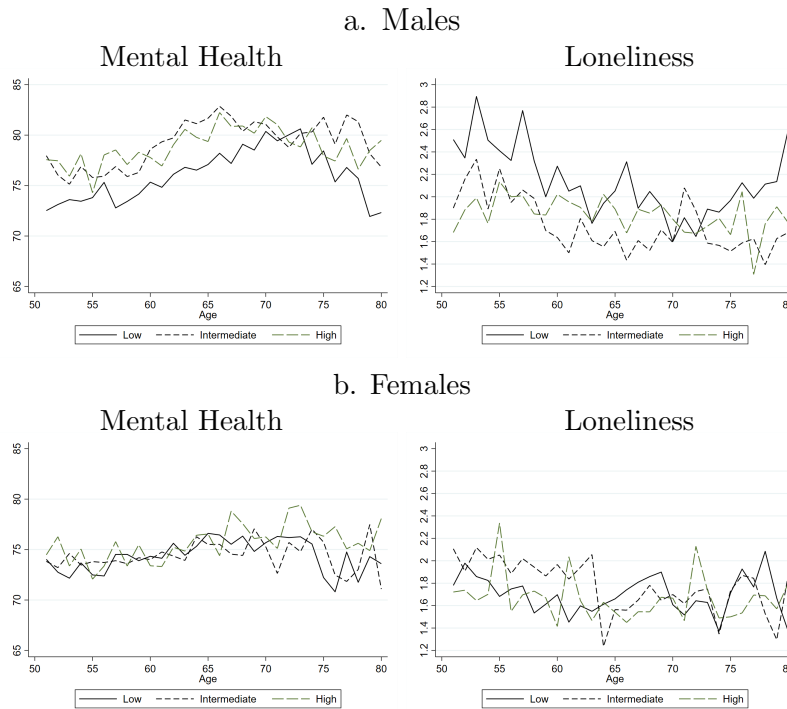 a. Males
Mental Health
Loneliness
85
80
75
70
65
50 55 60 65 70 75 80
Age
Low Intermediate High
3
2.8
2.6
2.4
2.2
2
1.8
1.6
1.4
1.2
50 55 60 65 70 75 80
Age
Low Intermediate High
b. Females
Mental Health
Loneliness
85
80
75
70
65
50 55 60 65 70 75 80
Age
Low Intermediate High
3
2.8
2.6
2.4
2.2
2
1.8
1.6
1.4
1.2
50 55 60 65 70 75 80
Age
Low Intermediate High